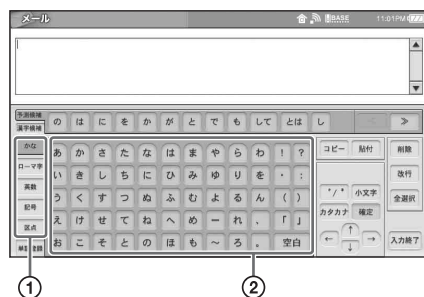 メール BASE 11:01PM
予測候補
漢字候補
の は に を か が と で も して とは し < ≫
かな
ローマ字
英数
記号
区点
単語登録
あ か さ た な は ま や ら わ ! ?
い き し ち に ひ み ゆ り を ・ :
う く す つ ぬ ふ む よ る ん ( )
え け せ て ね へ め ー れ 、 「 」
お こ そ と の ほ も ～ ろ 。 空白
コピー 貼付 削除
改行
゛/゜ 小文字 全選択
カタカナ 確定
← ↑ ↓ → 入力終了
① ②